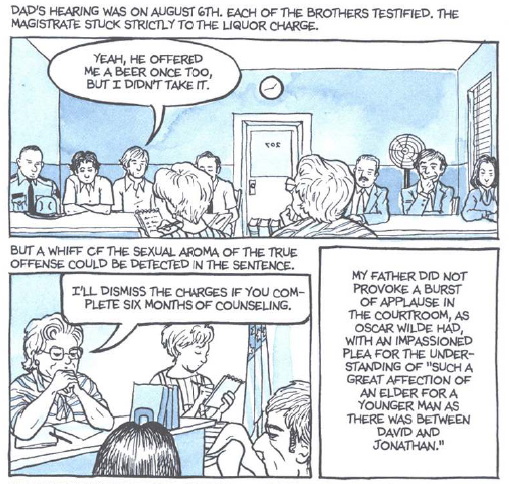 DAD'S HEARING WAS ON AUGUST 6TH. EACH OF THE BROTHERS TESTIFIED. THE
MAGISTRATE STUCK STRICTLY TO THE LIQUOR CHARGE.
YEAH, HE OFFERED
ME A BEER ONCE TOO,
BUT I DIDN'T TAKE IT.
207
BUT A WHIFF OF THE SEXUAL AROMA OF THE TRUE
OFFENSE COULD BE DETECTED IN THE SENTENCE.
I'LL DISMISS THE CHARGES IF YOU COM-
PLETE SIX MONTHS OF COUNSELING.
MY FATHER DID NOT
PROVOKE A BURST
OF APPLAUSE IN
THE COURTROOM, AS
OSCAR WILDE HAD,
WITH AN IMPASSIONED
PLEA FOR THE UNDER-
STANDING OF "SUCH A
GREAT AFFECTION OF
AN ELDER FOR A
YOUNGER MAN AS
THERE WAS BETWEEN
DAVID AND
JONATHAN."